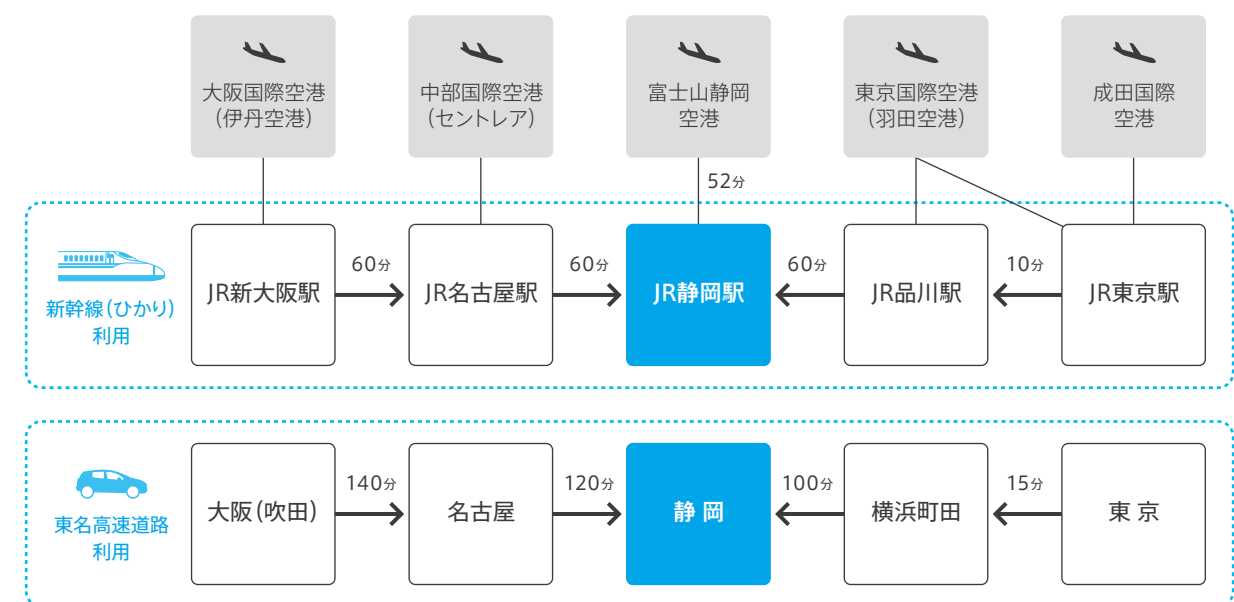 大阪国際空港
(伊丹空港)
中部国際空港
(セントレア)
富士山静岡
空港
東京国際空港
(羽田空港)
成田国際
空港
52分
新幹線(ひかり)
利用
JR新大阪駅
60分
JR名古屋駅
60分
JR静岡駅
60分
JR品川駅
10分
JR東京駅
東名高速道路
利用
大阪(吹田)
140分
名古屋
120分
静 岡
100分
横浜町田
15分
東 京